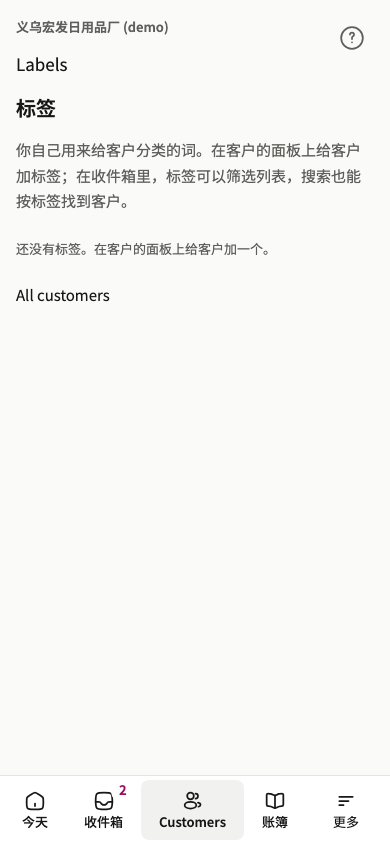 义乌宏发日用品厂 (demo)
Labels
标签
你自己用来给客户分类的词。在客户的面板上给客户
加标签；在收件箱里，标签可以筛选列表，搜索也能
按标签找到客户。
还没有标签。在客户的面板上给客户加一个。
All customers
2
今天
收件箱
Customers
账簿
更多